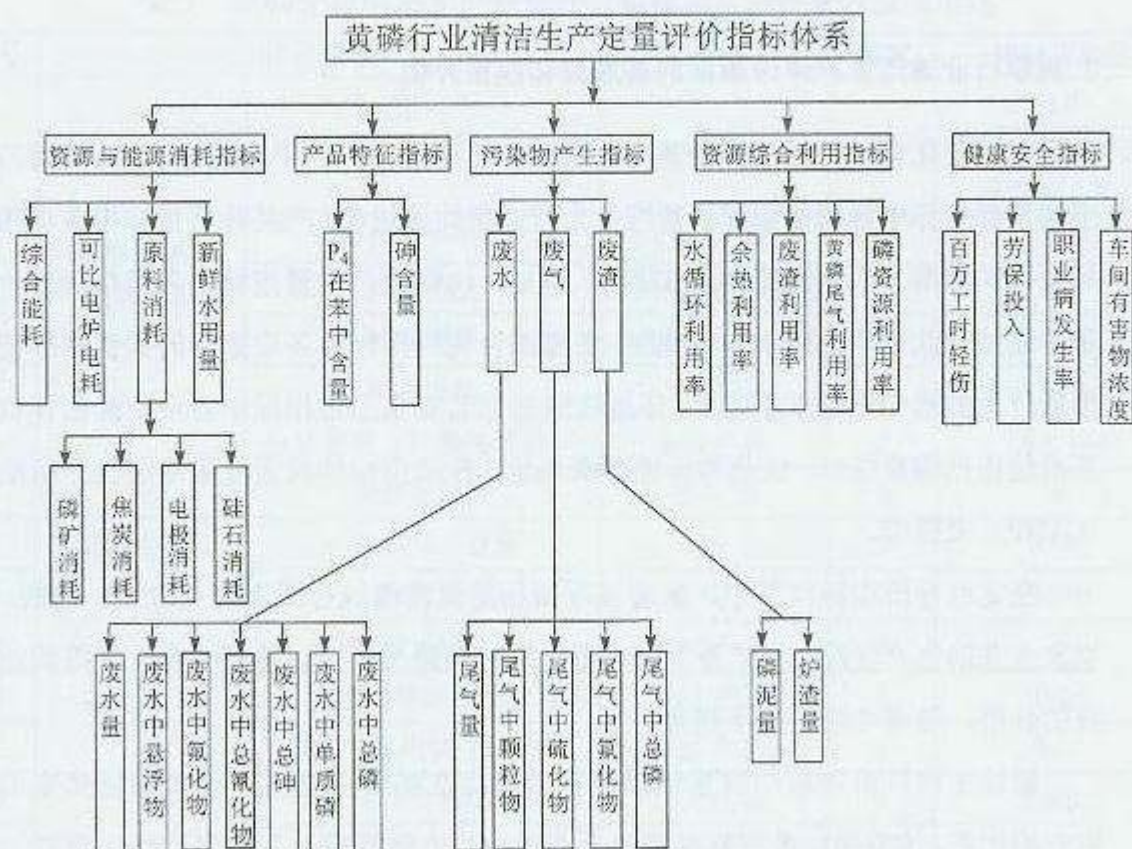 黄磷行业清洁生产定量评价指标体系
资源与能源消耗指标
产品特征指标
污染物产生指标
资源综合利用指标
健康安全指标
综合能耗
可比电炉电耗
原料消耗
新鲜水用量
P₄在苯中含量
砷含量
废水
废气
废渣
水循环利用率
余热利用率
废渣利用率
黄磷尾气利用率
磷资源利用率
百万工时轻伤
劳保投入
职业病发生率
车间有害物浓度
磷矿消耗
焦炭消耗
电极消耗
硅石消耗
废水量
废水中悬浮物
废水中氟化物
废水中总氰化物
废水中总砷
废水中单质磷
废水中总磷
尾气量
尾气中颗粒物
尾气中硫化物
尾气中氟化物
尾气中总磷
磷泥量
炉渣量